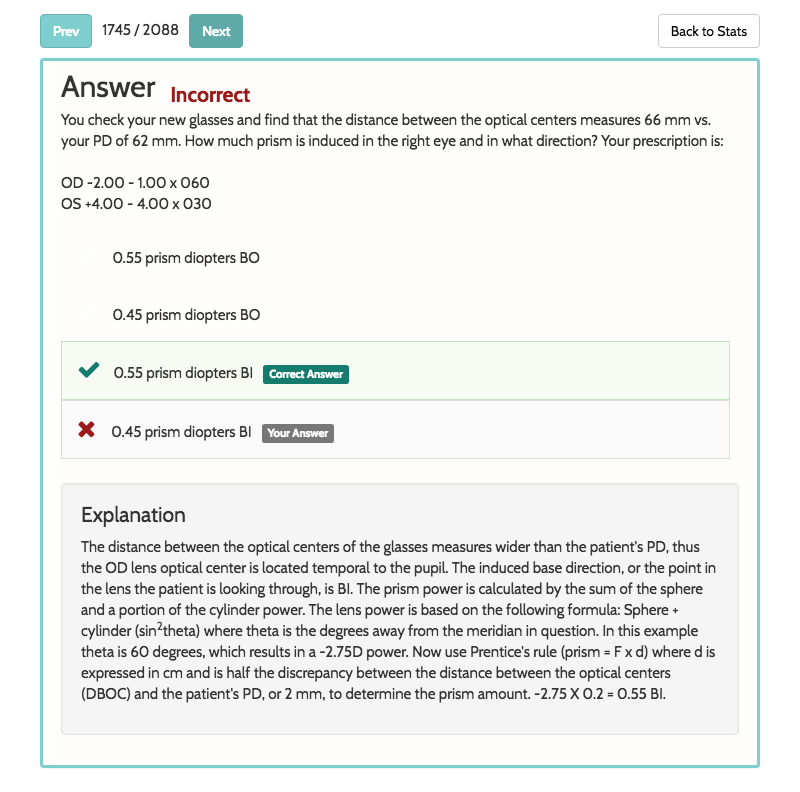 Prev 1745 / 2088 Next Back to Stats
Answer Incorrect
You check your new glasses and find that the distance between the optical centers measures 66 mm vs.
your PD of 62 mm. How much prism is induced in the right eye and in what direction? Your prescription is:
OD -2.00 - 1.00 x 060
OS +4.00 - 4.00 x 030
0.55 prism diopters BO
0.45 prism diopters BO
0.55 prism diopters BI Correct Answer
0.45 prism diopters BI Your Answer
Explanation
The distance between the optical centers of the glasses measures wider than the patient's PD, thus
the OD lens optical center is located temporal to the pupil. The induced base direction, or the point in
the lens the patient is looking through, is BI. The prism power is calculated by the sum of the sphere
and a portion of the cylinder power. The lens power is based on the following formula: Sphere +
cylinder (sin²theta) where theta is the degrees away from the meridian in question. In this example
theta is 60 degrees, which results in a -2.75D power. Now use Prentice's rule (prism = F x d) where d is
expressed in cm and is half the discrepancy between the distance between the optical centers
(DBOC) and the patient's PD, or 2 mm, to determine the prism amount. -2.75 X 0.2 = 0.55 BI.